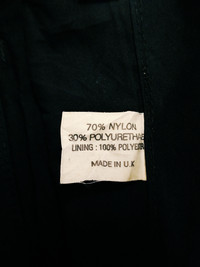 70% NYLON
30% POLYURETHA
LINING : 100% POLYE
MADE IN U.K